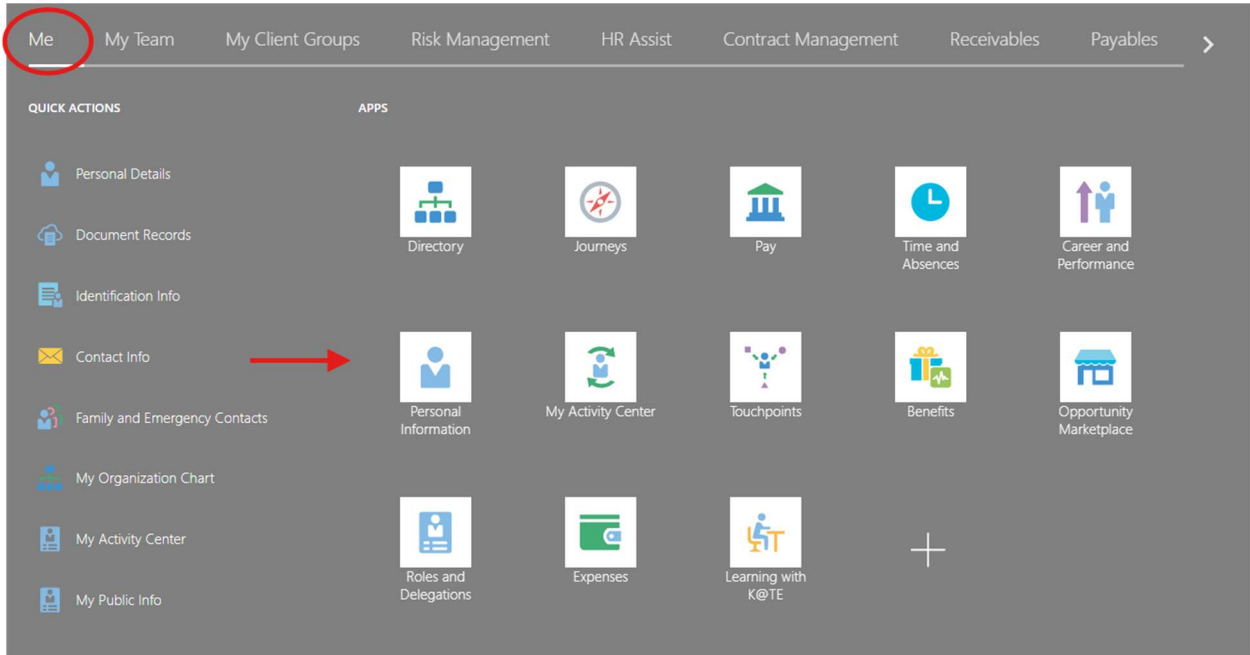 Me
My Team
My Client Groups
Risk Management
HR Assist
Contract Management
Receivables
Payables
QUICK ACTIONS
Personal Details
Document Records
Identification Info
Contact Info
Family and Emergency Contacts
My Organization Chart
My Activity Center
My Public Info
APPS
Directory
Journeys
Pay
Time and
Absences
Career and
Performance
Personal
Information
My Activity Center
Touchpoints
Benefits
Opportunity
Marketplace
Roles and
Delegations
Expenses
Learning with
K@TE